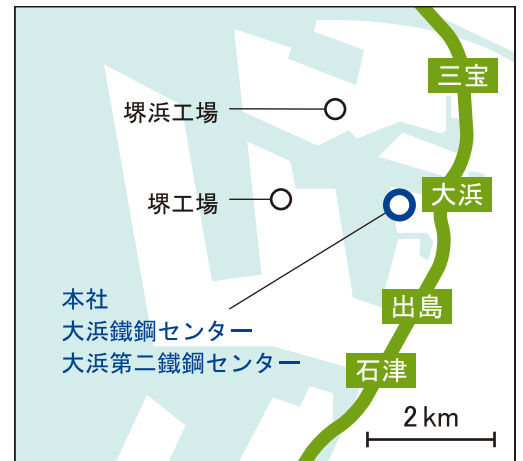 三宝
堺浜工場
大浜
堺工場
本社
大浜鐵鋼センター
大浜第二鐵鋼センター
出島
石津
2 km